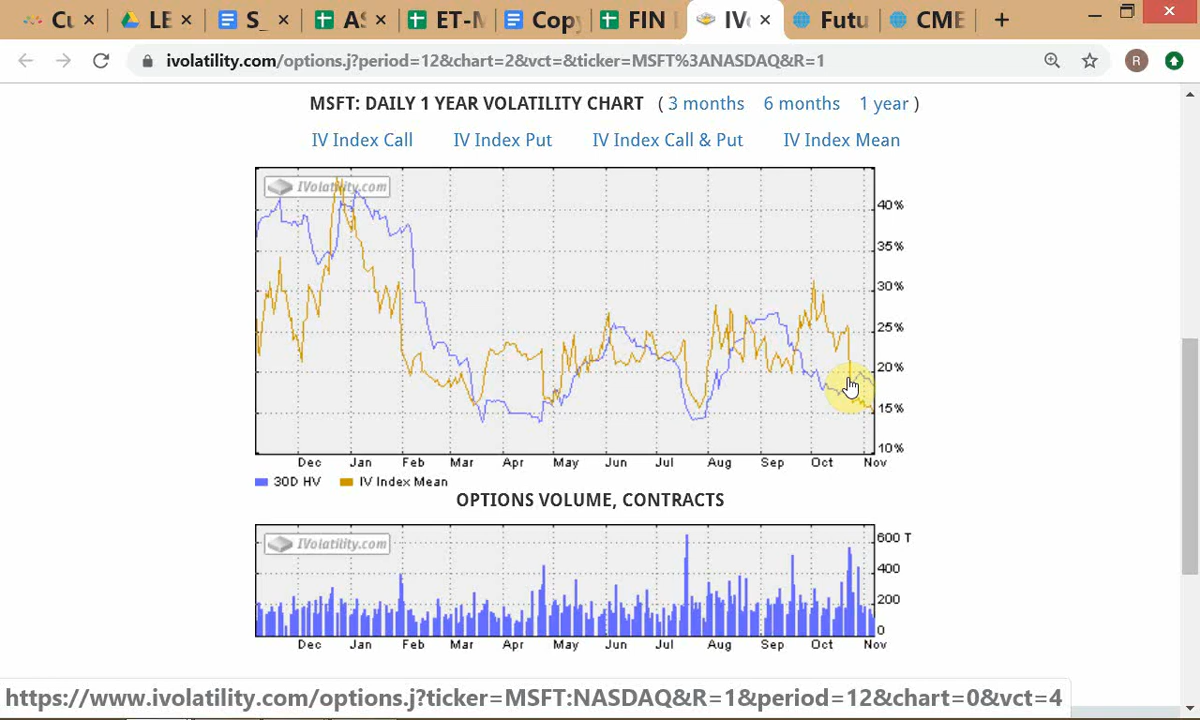 Cu LE S_ AS ET-M Copy FIN IVo Futu CME
ivolatility.com/options.j?period=12&chart=2&vct=&ticker=MSFT%3ANASDAQ&R=1 R
MSFT: DAILY 1 YEAR VOLATILITY CHART ( 3 months 6 months 1 year )
IV Index Call IV Index Put IV Index Call & Put IV Index Mean
IVolatility.com
40%
35%
30%
25%
20%
15%
10%
Dec Jan Feb Mar Apr May Jun Jul Aug Sep Oct Nov
30D HV IV Index Mean
OPTIONS VOLUME, CONTRACTS
IVolatility.com
600 T
400
200
0
Dec Jan Feb Mar Apr May Jun Jul Aug Sep Oct Nov
https://www.ivolatility.com/options.j?ticker=MSFT:NASDAQ&R=1&period=12&chart=0&vct=4